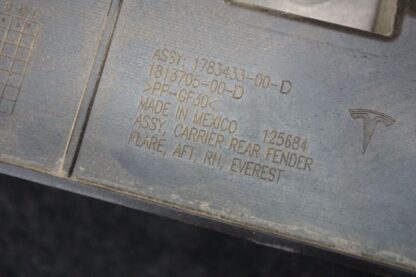 ASSY: 1783433-00-D
1813705-00-D
>PP-GF30<
MADE IN MEXICO 125684
ASSY, CARRIER REAR FENDER
FLARE, AFT, RH, EVEREST